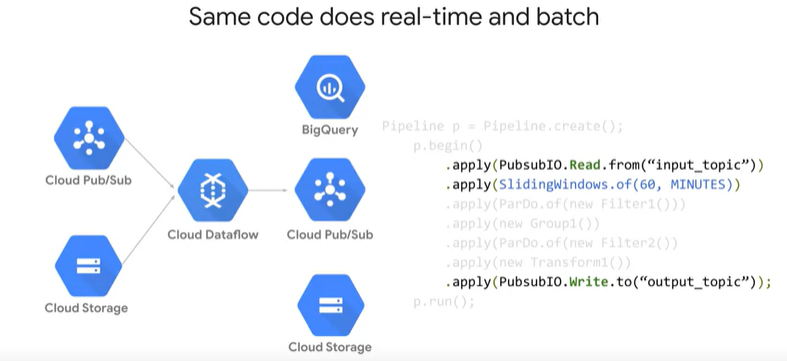 Same code does real-time and batch
BigQuery
Cloud Pub/Sub
Cloud Dataflow
Cloud Pub/Sub
Cloud Storage
Cloud Storage
Pipeline p = Pipeline.create();
p.begin()
.apply(PubsubIO.Read.from(“input_topic”))
.apply(SlidingWindows.of(60, MINUTES))
.apply(ParDo.of(new Filter1()))
.apply(new Group1())
.apply(ParDo.of(new Filter2())
.apply(new Transform1())
.apply(PubsubIO.Write.to(“output_topic”));
p.run();